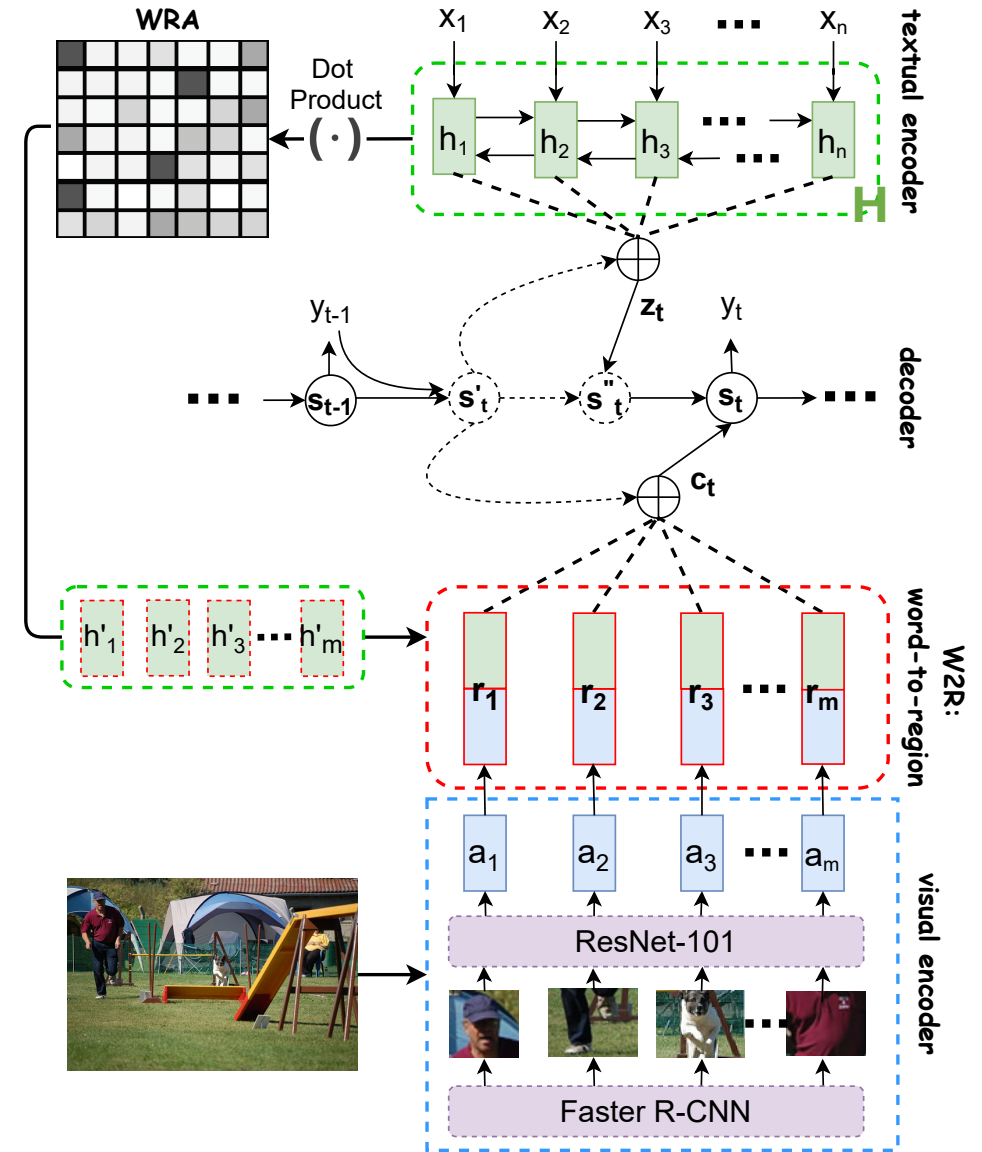 WRA
x1 x2 x3 ... xn
textual encoder
Dot
Product
(·)
h1 h2 h3 ... hn
...
H
zt
yt-1
yt
... st-1 s't s''t st ...
decoder
ct
h'1 h'2 h'3 ... h'm
r1 r2 r3 ... rm
W2R:
word-to-region
a1 a2 a3 ... am
ResNet-101
visual encoder
...
Faster R-CNN